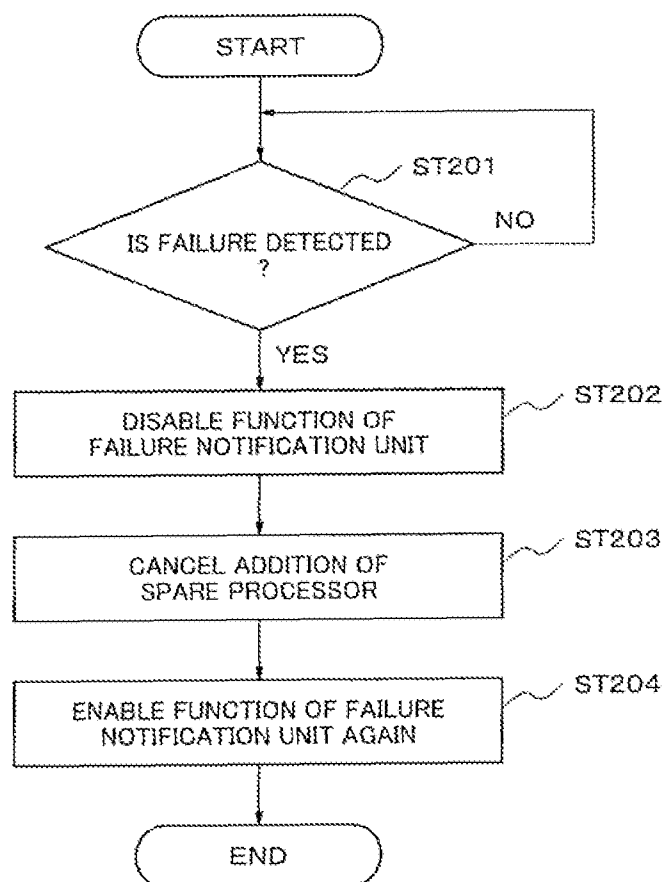 START
ST201
IS FAILURE DETECTED
?
NO
YES
ST202
DISABLE FUNCTION OF
FAILURE NOTIFICATION UNIT
ST203
CANCEL ADDITION OF
SPARE PROCESSOR
ST204
ENABLE FUNCTION OF FAILURE
NOTIFICATION UNIT AGAIN
END